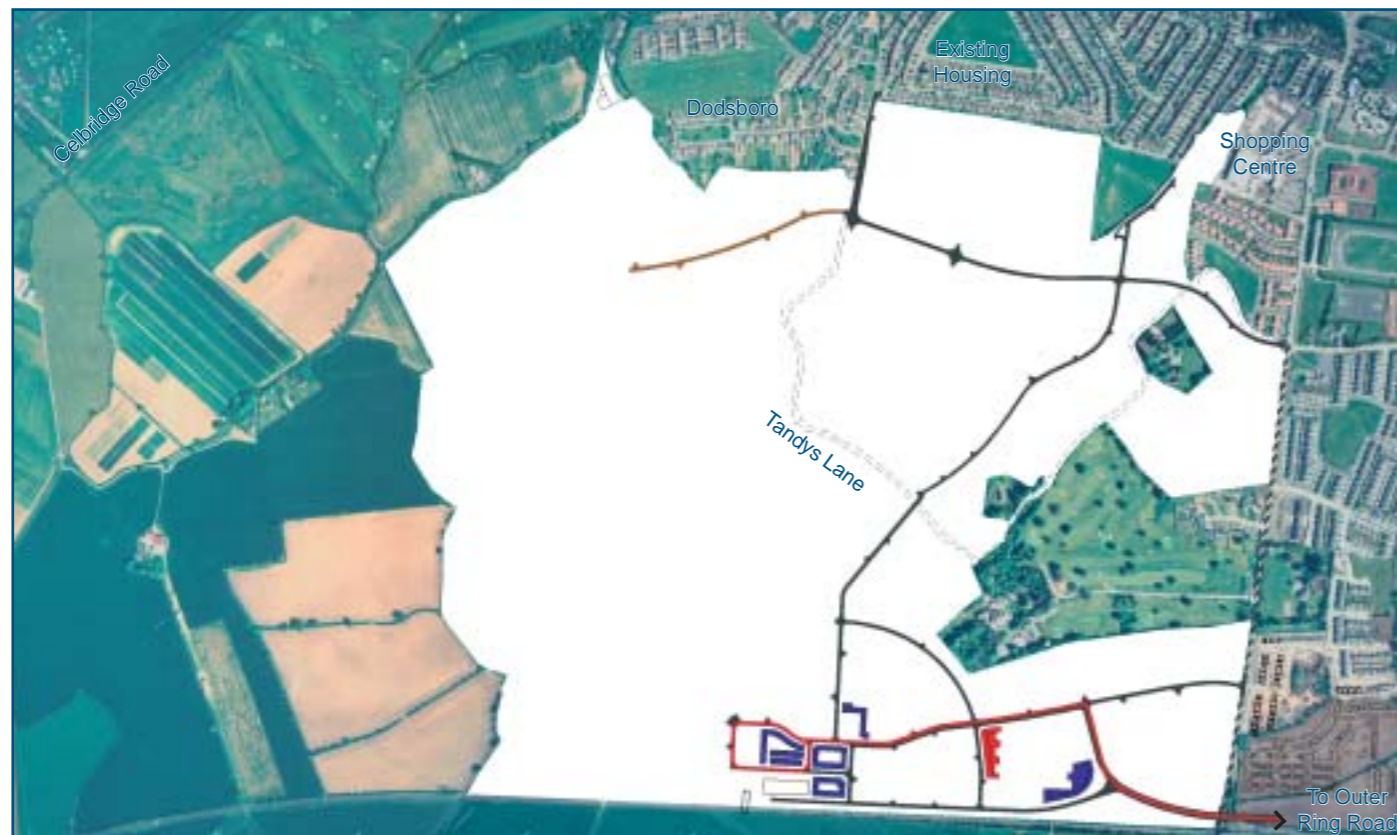 Celbridge Road
Dodsboro
Existing
Housing
Shopping
Centre
Tandys Lane
To Outer
Ring Road